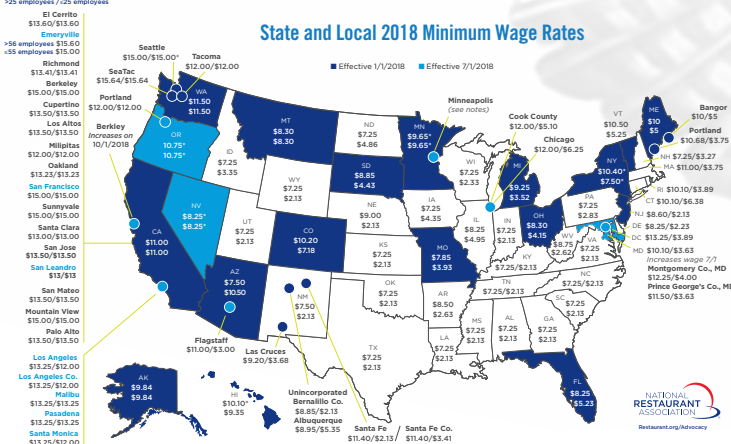 >25 employees /≤25 employees
El Cerrito
$13.60/$13.60
Emeryville
>56 employees $15.60
≤55 employees $15.00
Richmond
$13.41/$13.41
Berkeley
$15.00/$15.00
Cupertino
$13.50/$13.50
Los Altos
$13.50/$13.50
Berkley
Increases on
10/1/2018
Milipitas
$12.00/$12.00
Oakland
$13.23/$13.23
San Francisco
$15.00/$15.00
Sunnyvale
$15.00/$15.00
Santa Clara
$13.00/$13.00
San Jose
$13.50/$13.50
San Leandro
$13/$13
San Mateo
$13.50/$13.50
Mountain View
$15.00/$15.00
Palo Alto
$13.50/$13.50
Los Angeles
$13.25/$12.00
Los Angeles Co.
$13.25/$12.00
Malibu
$13.25/$13.25
Pasadena
$13.25/$13.25
Santa Monica
$13.25/$12.00
State and Local 2018 Minimum Wage Rates
Effective 1/1/2018
Effective 7/1/2018
Seattle
$15.00/$15.00*
Tacoma
$12.00/$12.00
SeaTac
$15.64/$15.64
Portland
$12.00/$12.00
WA
$11.50
$11.50
OR
10.75*
10.75*
ID
$7.25
$3.35
MT
$8.30
$8.30
ND
$7.25
$4.86
MN
$9.65*
$9.65*
Minneapolis
(see notes)
Cook County
$12.00/$5.10
Chicago
$12.00/$6.25
WI
$7.25
$2.33
MI
$9.25
$3.52
SD
$8.85
$4.43
WY
$7.25
$2.13
NV
$8.25*
$8.25*
UT
$7.25
$2.13
CA
$11.00
$11.00
AZ
$7.50
$10.50
CO
$10.20
$7.18
NE
$9.00
$2.13
IA
$7.25
$4.35
IL
$8.25
$4.95
IN
$7.25
$2.13
OH
$8.30
$4.15
KS
$7.25
$2.13
MO
$7.85
$3.93
KY
$7.25/$2.13
WV
$8.75
$2.62
VA
$7.25
$2.13
PA
$7.25
$2.83
NY
$10.40*
$7.50*
VT
$10.50
$5.25
ME
$10
$5
Bangor
$10/$5
Portland
$10.68/$3.75
NH $7.25/$3.27
MA $11.00/$3.75
RI $10.10/$3.89
CT $10.10/$6.38
NJ $8.60/$2.13
DE $8.25/$2.23
DC $13.25/$3.89
MD $10.10/$3.63
Increases wage 7/1
Montgomery Co., MD
$12.25/$4.00
Prince George's Co., MD
$11.50/$3.63
NM
$7.50
$2.13
OK
$7.25
$2.13
AR
$8.50
$2.63
TN
$7.25/$2.13
NC
$7.25/$2.13
SC
$7.25
$2.13
MS
$7.25
$2.13
AL
$7.25
$2.13
GA
$7.25
$2.13
TX
$7.25
$2.13
LA
$7.25
$2.13
FL
$8.25
$5.23
AK
$9.84
$9.84
HI
$10.10*
$9.35
Flagstaff
$11.00/$3.00
Las Cruces
$9.20/$3.68
Unincorporated
Bernalillo Co.
$8.85/$2.13
Albuquerque
$8.95/$5.35
Santa Fe
$11.40/$2.13
Santa Fe Co.
$11.40/$3.41
NATIONAL
RESTAURANT
ASSOCIATION
Restaurant.org/Advocacy